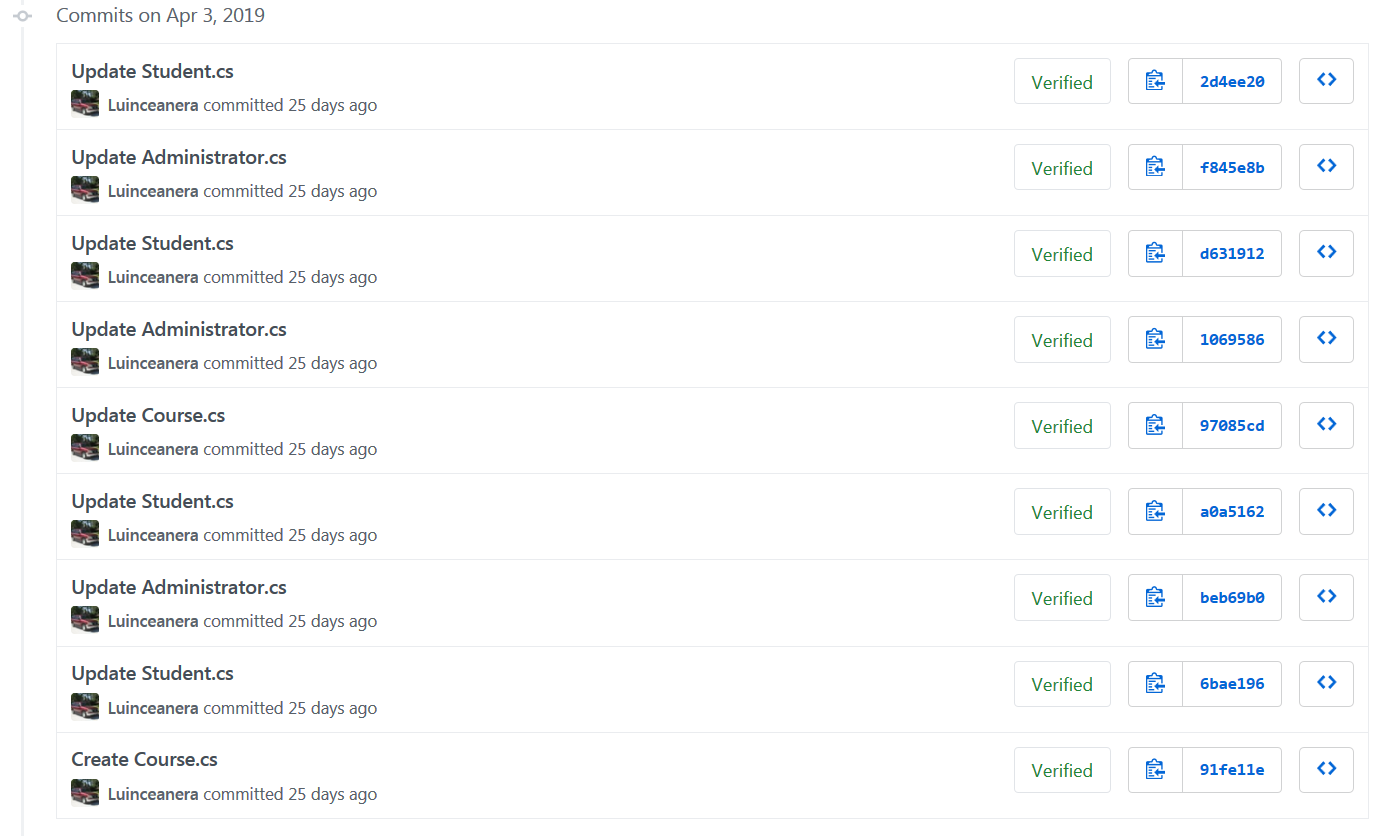 Commits on Apr 3, 2019
Update Student.cs
Verified
2d4ee20
Luinceanera committed 25 days ago
Update Administrator.cs
Verified
f845e8b
Luinceanera committed 25 days ago
Update Student.cs
Verified
d631912
Luinceanera committed 25 days ago
Update Administrator.cs
Verified
1069586
Luinceanera committed 25 days ago
Update Course.cs
Verified
97085cd
Luinceanera committed 25 days ago
Update Student.cs
Verified
a0a5162
Luinceanera committed 25 days ago
Update Administrator.cs
Verified
beb69b0
Luinceanera committed 25 days ago
Update Student.cs
Verified
6bae196
Luinceanera committed 25 days ago
Create Course.cs
Verified
91fe11e
Luinceanera committed 25 days ago